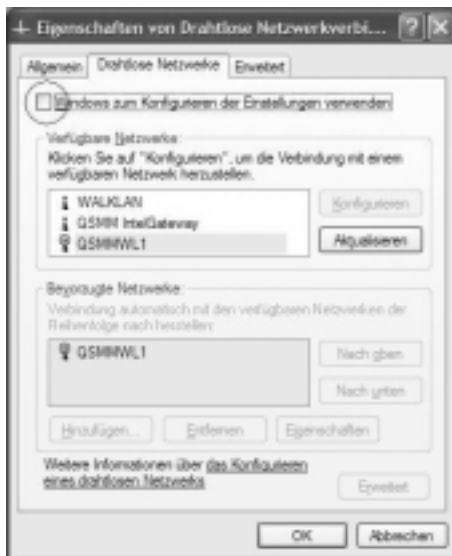 Eigenschaften von Drahtlose Netzwerkverbi... ? X
Allgemein Drahtlose Netzwerke Erweitert
Windows zum Konfigurieren der Einstellungen verwenden
Verfügbare Netzwerke:
Klicken Sie auf "Konfigurieren", um die Verbindung mit einem
verfügbaren Netzwerk herzustellen.
WALKLAN
QSMM IntelGateway
QSMMWL1
Konfigurieren
Aktualisieren
Bevorzugte Netzwerke:
Verbindung automatisch mit den verfügbaren Netzwerken der
Reihenfolge nach herstellen:
QSMMWL1
Nach oben
Nach unten
Hinzufügen... Entfernen Eigenschaften
Weitere Informationen über das Konfigurieren
eines drahtlosen Netzwerks
Erweitert
OK Abbrechen